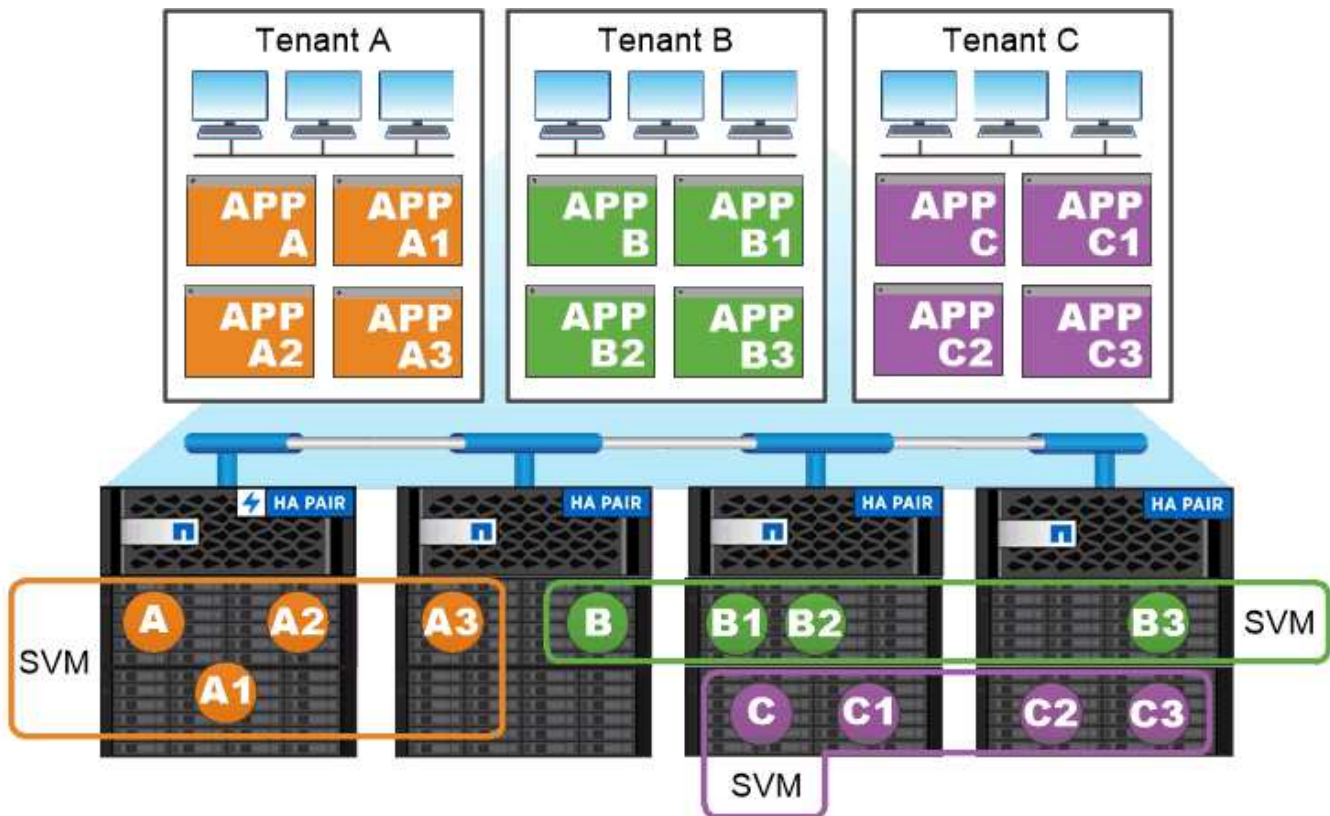 Tenant A
Tenant B
Tenant C
APP
A
APP
A1
APP
B
APP
B1
APP
C
APP
C1
APP
A2
APP
A3
APP
B2
APP
B3
APP
C2
APP
C3
HA PAIR
HA PAIR
HA PAIR
HA PAIR
SVM
A
A2
A1
A3
B
B1
B2
B3
SVM
C
C1
C2
C3
SVM